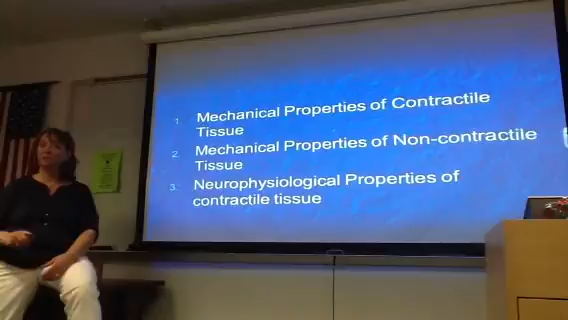 1. Mechanical Properties of Contractile
Tissue
2. Mechanical Properties of Non-contractile
Tissue
3. Neurophysiological Properties of
contractile tissue